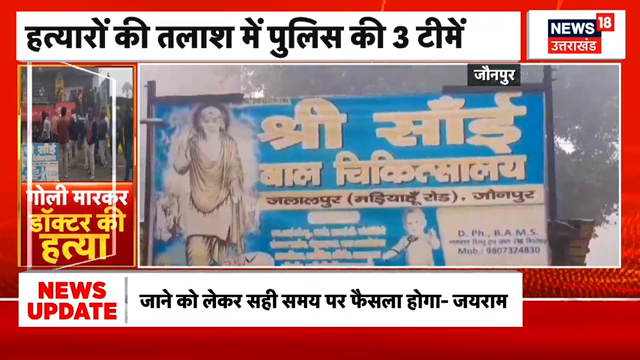 हत्यारों की तलाश में पुलिस की 3 टीमें
NEWS 18
उत्तराखंड
जौनपुर
गोली मारकर
डॉक्टर की
हत्या
श्री साँई
बाल चिकित्सालय
जलालपुर (मड़ियाहूँ रोड), जौनपुर
D. Ph., B.A.M.S.
Mob.: 9807324830
NEWS
UPDATE
जाने को लेकर सही समय पर फैसला होगा- जयराम